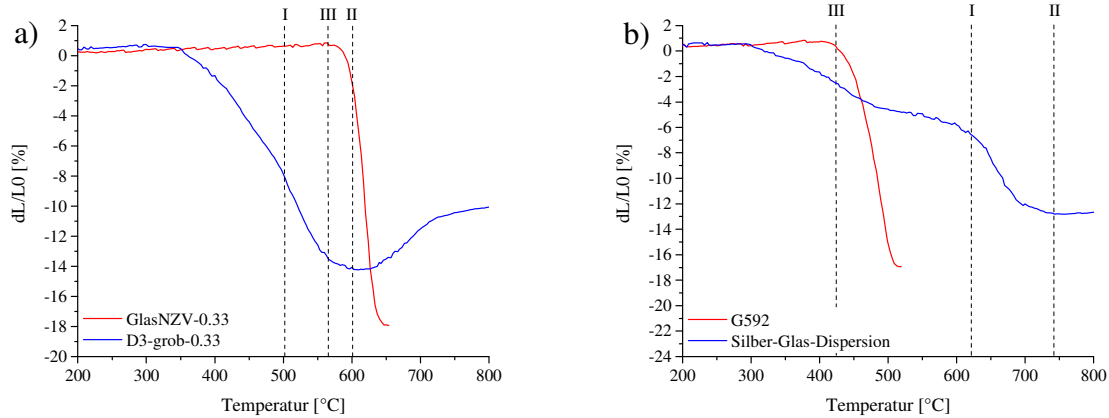 a)
I III II
2
0
-2
-4
-6
-8
-10
-12
-14
-16
-18
-20
dL/L0 [%]
GlasNZV-0.33
D3-grob-0.33
200 300 400 500 600 700 800
Temperatur [°C]
b)
III I II
2
0
-2
-4
-6
-8
-10
-12
-14
-16
-18
-20
-22
-24
dL/L0 [%]
G592
Silber-Glas-Dispersion
200 300 400 500 600 700 800
Temperatur [°C]